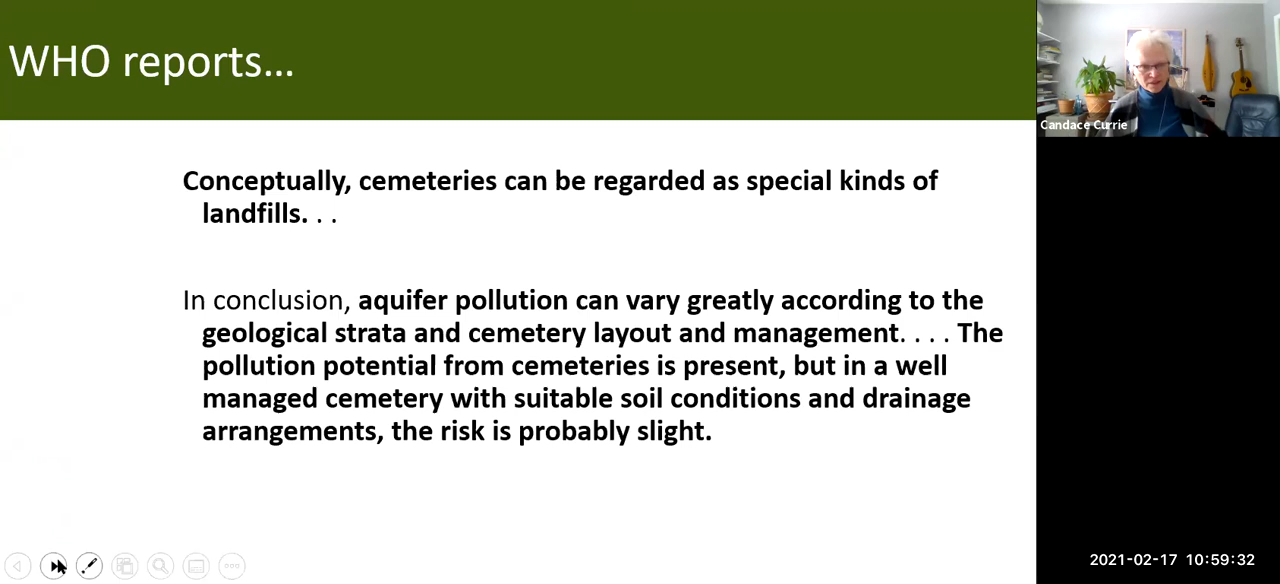 WHO reports...
Candace Currie
Conceptually, cemeteries can be regarded as special kinds of
landfills. . .
In conclusion, aquifer pollution can vary greatly according to the
geological strata and cemetery layout and management. . . . The
pollution potential from cemeteries is present, but in a well
managed cemetery with suitable soil conditions and drainage
arrangements, the risk is probably slight.
2021-02-17 10:59:32